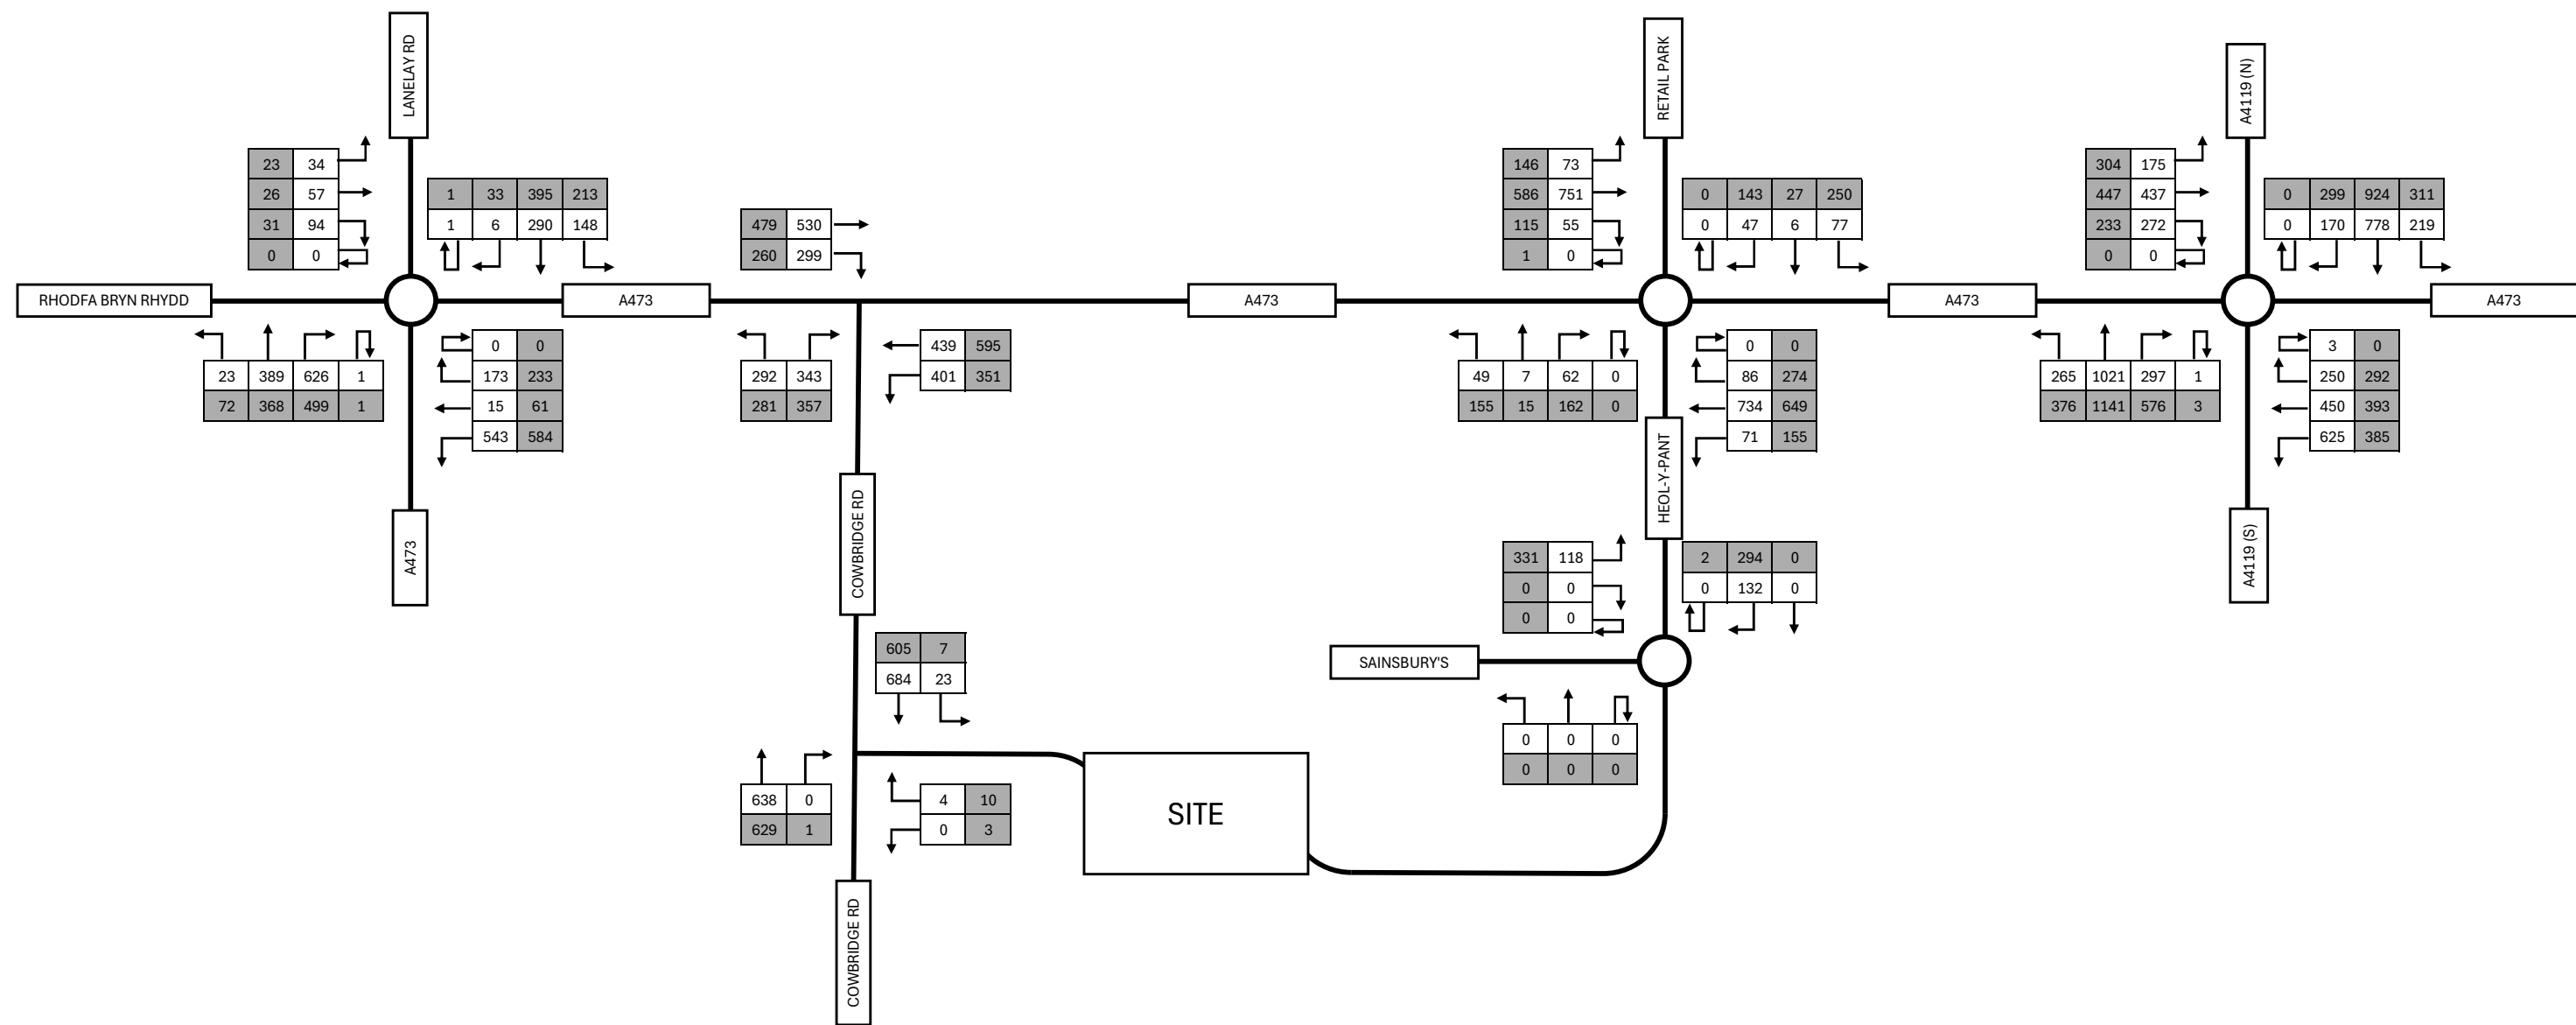 LANELAY RD
RETAIL PARK
A4119 (N)
23 34
26 57
31 94
0 0
1 33 395 213
1 6 290 148
479 530
260 299
146 73
586 751
115 55
1 0
0 143 27 250
0 47 6 77
304 175
447 437
233 272
0 0
0 299 924 311
0 170 778 219
RHODFA BRYN RHYDD
A473
A473
A473
A473
23 389 626 1
72 368 499 1
0 0
173 233
15 61
543 584
292 343
281 357
439 595
401 351
49 7 62 0
155 15 162 0
0 0
86 274
734 649
71 155
265 1021 297 1
376 1141 576 3
3 0
250 292
450 393
625 385
A473
COWBRIDGE RD
HEOL-Y-PANT
A4119 (S)
331 118
0 0
0 0
2 294 0
0 132 0
605 7
684 23
SAINSBURY'S
0 0 0
0 0 0
638 0
629 1
4 10
0 3
SITE
COWBRIDGE RD